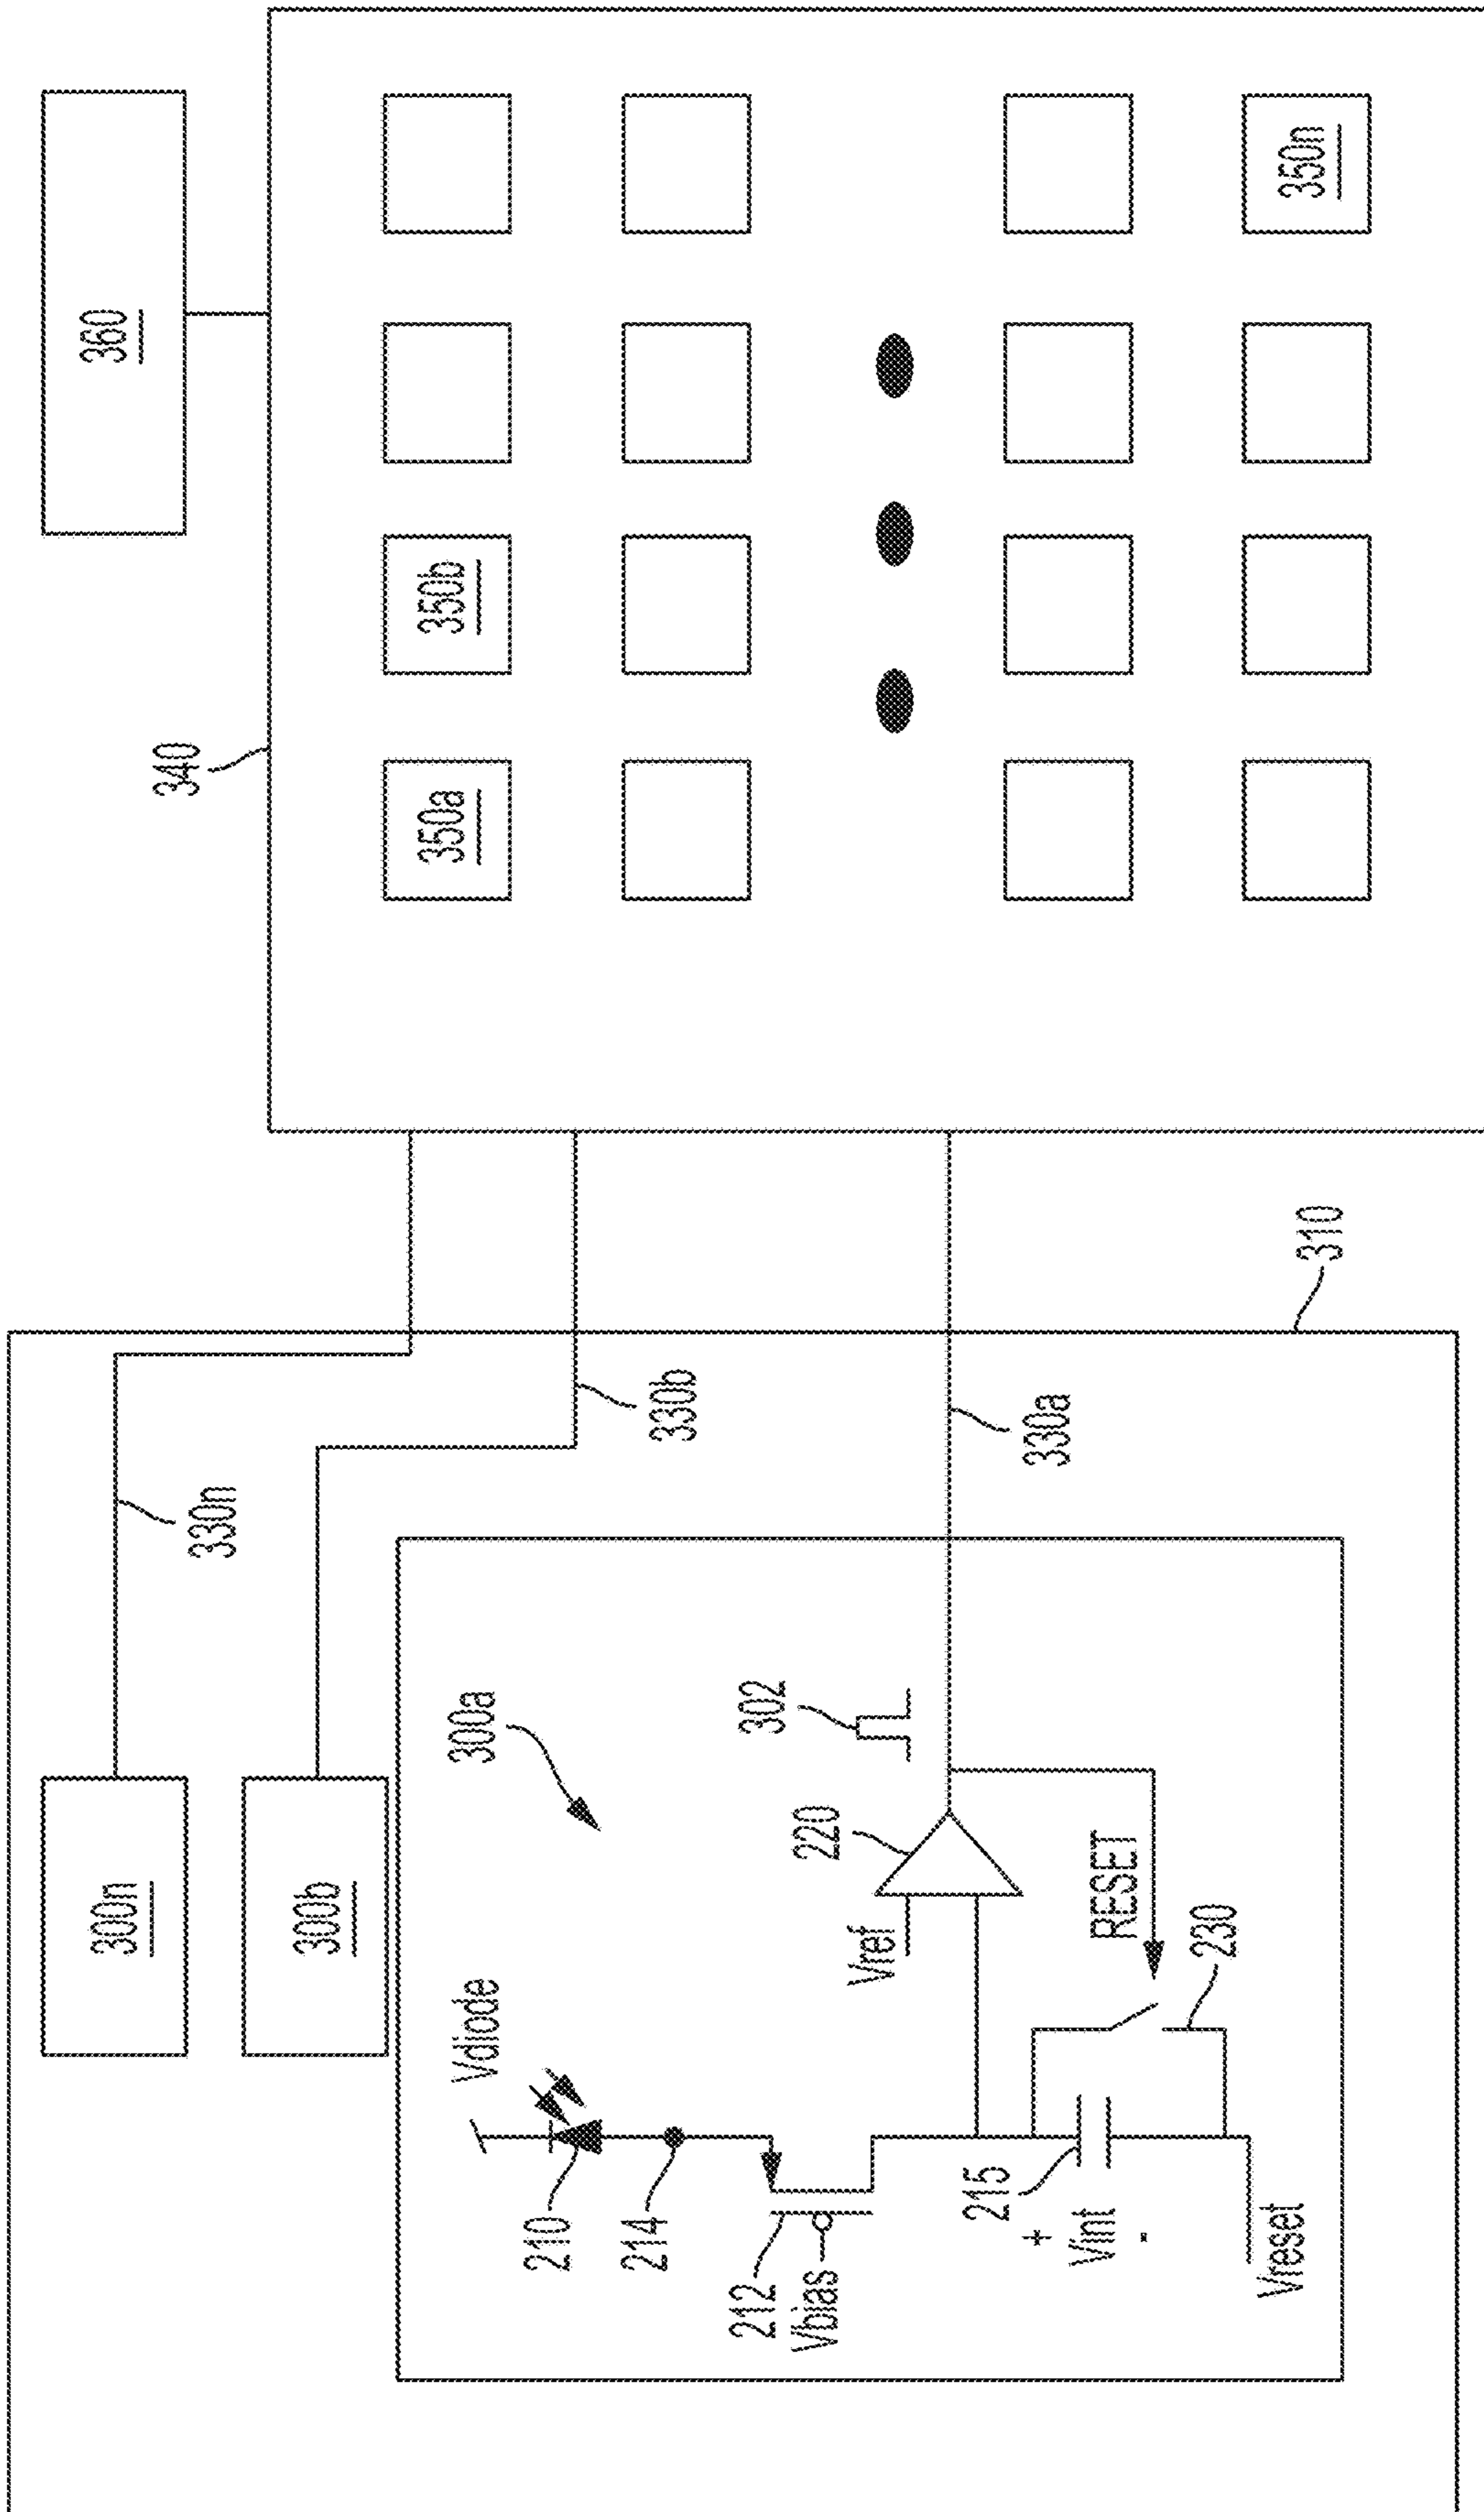 300n
330n
340
360
300b
330b
350a
350b
Vdiode
300a
210
214
212
Vbias
302
220
Vref
330a
215
+
Vint
-
RESET
230
Vreset
310
350n